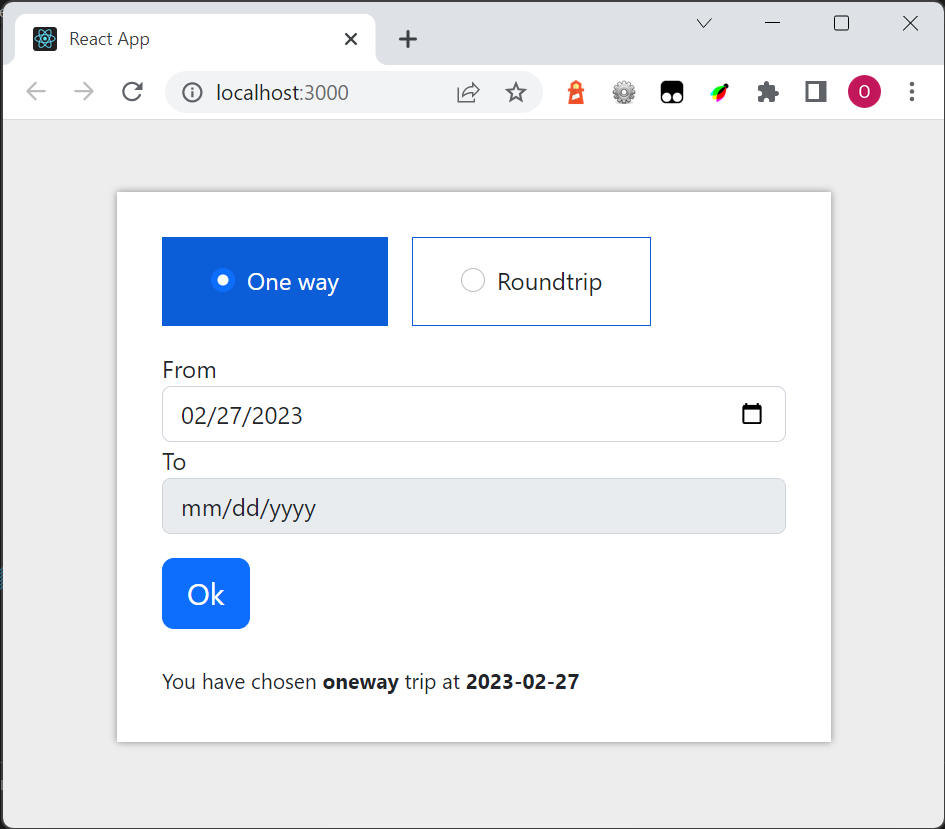 React App
localhost:3000
O
One way
Roundtrip
From
02/27/2023
To
mm/dd/yyyy
Ok
You have chosen oneway trip at 2023-02-27